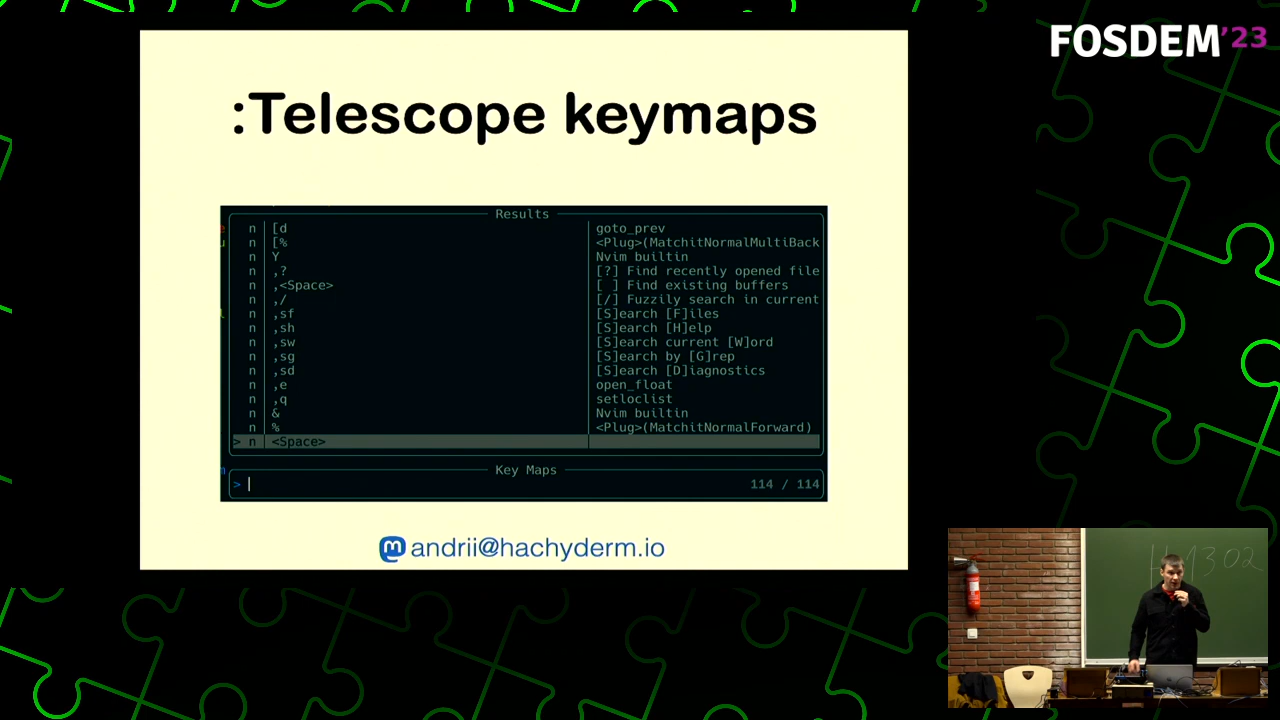 FOSDEM'23
:Telescope keymaps
Results
n [d goto_prev
n [% <Plug>(MatchitNormalMultiBack
n Y Nvim builtin
n ,? [?] Find recently opened file
n ,<Space> [ ] Find existing buffers
n ,/ [/] Fuzzily search in current
n ,sf [S]earch [F]iles
n ,sh [S]earch [H]elp
n ,sw [S]earch current [W]ord
n ,sg [S]earch by [G]rep
n ,sd [S]earch [D]iagnostics
n ,e open_float
n ,q setloclist
n & Nvim builtin
n % <Plug>(MatchitNormalForward)
> n <Space>
Key Maps
> 114 / 114
andrii@hachyderm.io